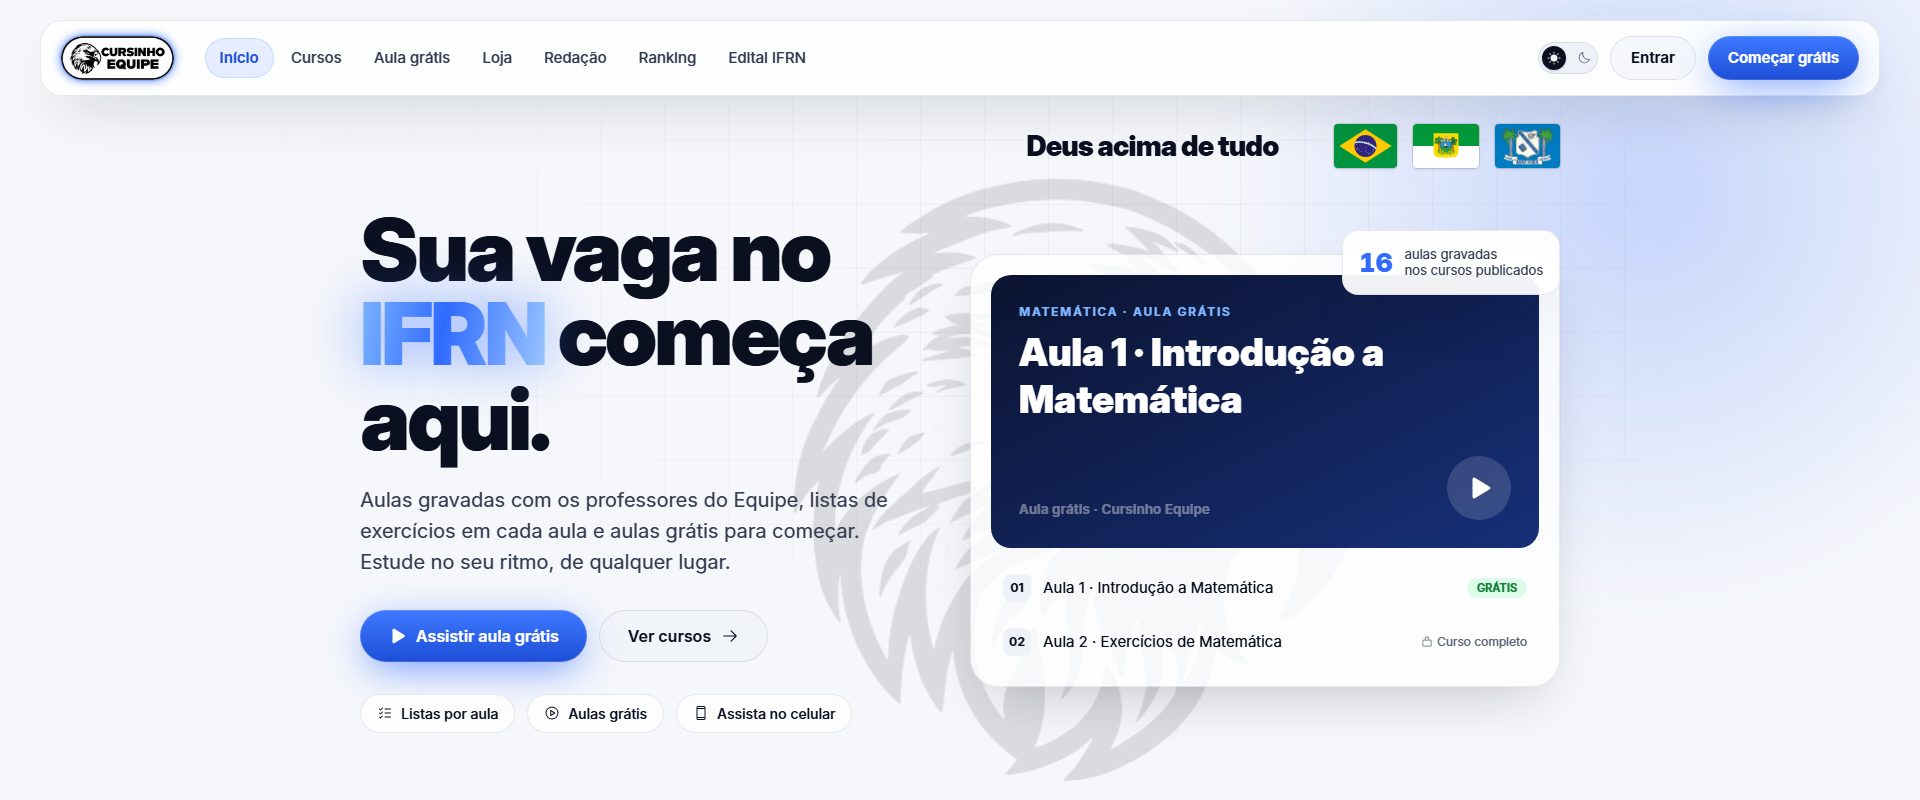 CURSINHO
EQUIPE
Início
Cursos
Aula grátis
Loja
Redação
Ranking
Edital IFRN
Entrar
Começar grátis
Deus acima de tudo
Sua vaga no
IFRN começa
aqui.
Aulas gravadas com os professores do Equipe, listas de
exercícios em cada aula e aulas grátis para começar.
Estude no seu ritmo, de qualquer lugar.
Assistir aula grátis
Ver cursos
Listas por aula
Aulas grátis
Assista no celular
16
aulas gravadas
nos cursos publicados
MATEMÁTICA · AULA GRÁTIS
Aula 1 · Introdução a
Matemática
Aula grátis · Cursinho Equipe
01
Aula 1 · Introdução a Matemática
GRÁTIS
02
Aula 2 · Exercícios de Matemática
Curso completo